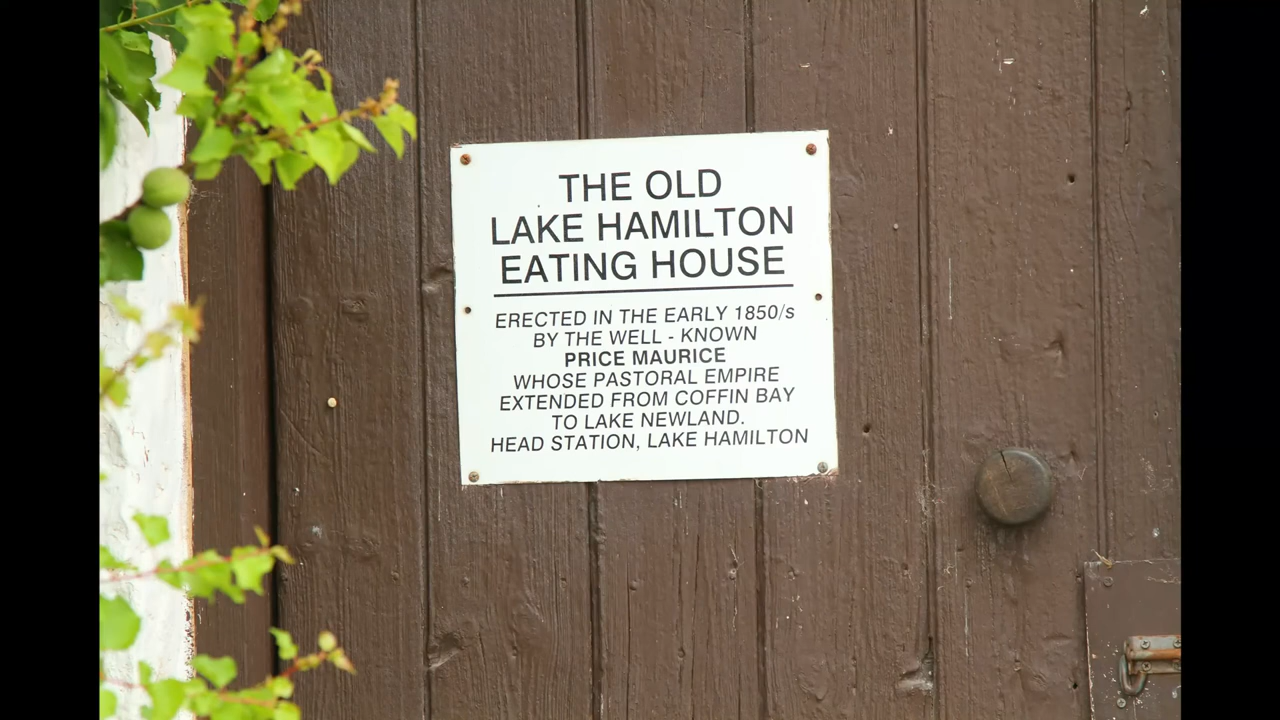 THE OLD
LAKE HAMILTON
EATING HOUSE
ERECTED IN THE EARLY 1850/s
BY THE WELL - KNOWN
PRICE MAURICE
WHOSE PASTORAL EMPIRE
EXTENDED FROM COFFIN BAY
TO LAKE NEWLAND.
HEAD STATION, LAKE HAMILTON